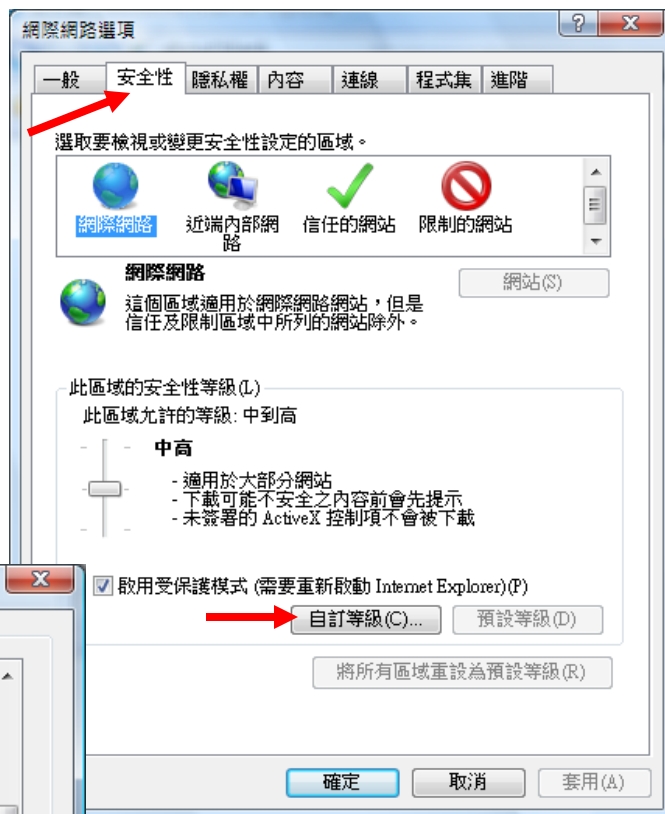 網際網路選項
一般 安全性 隱私權 內容 連線 程式集 進階
選取要檢視或變更安全性設定的區域。
網際網路 近端內部網路 信任的網站 限制的網站
網際網路
網站(S)
這個區域適用於網際網路網站，但是
信任及限制區域中所列的網站除外。
此區域的安全性等級(L)
此區域允許的等級: 中到高
中高
- 適用於大部分網站
- 下載可能不安全之內容前會先提示
- 未簽署的 ActiveX 控制項不會被下載
啟用受保護模式 (需要重新啟動 Internet Explorer)(P)
自訂等級(C)... 預設等級(D)
將所有區域重設為預設等級(R)
確定 取消 套用(A)